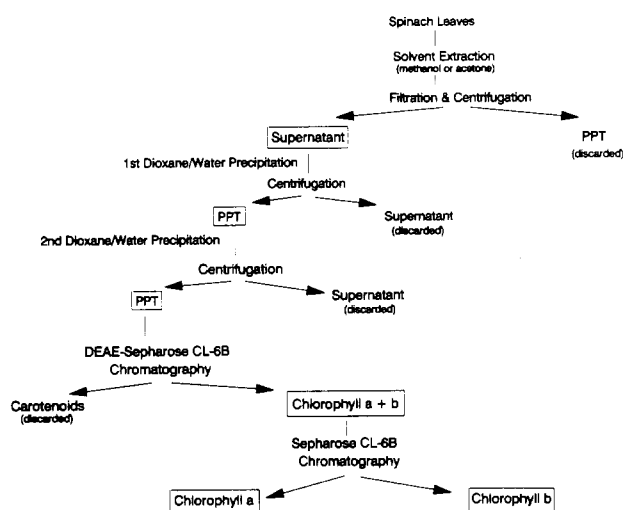 Spinach Leaves
Solvent Extraction
(methanol or acetone)
Filtration & Centrifugation
Supernatant
PPT
(discarded)
1st Dioxane/Water Precipitation
Centrifugation
PPT
Supernatant
(discarded)
2nd Dioxane/Water Precipitation
Centrifugation
PPT
Supernatant
(discarded)
DEAE-Sepharose CL-6B
Chromatography
Carotenoids
(discarded)
Chlorophyll a + b
Sepharose CL-6B
Chromatography
Chlorophyll a
Chlorophyll b